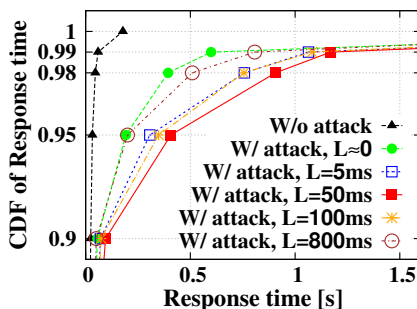 1
0.99
0.98
0.95
0.9
CDF of Response time
W/o attack
W/ attack, L≈0
W/ attack, L=5ms
W/ attack, L=50ms
W/ attack, L=100ms
W/ attack, L=800ms
0 0.5 1 1.5
Response time [s]